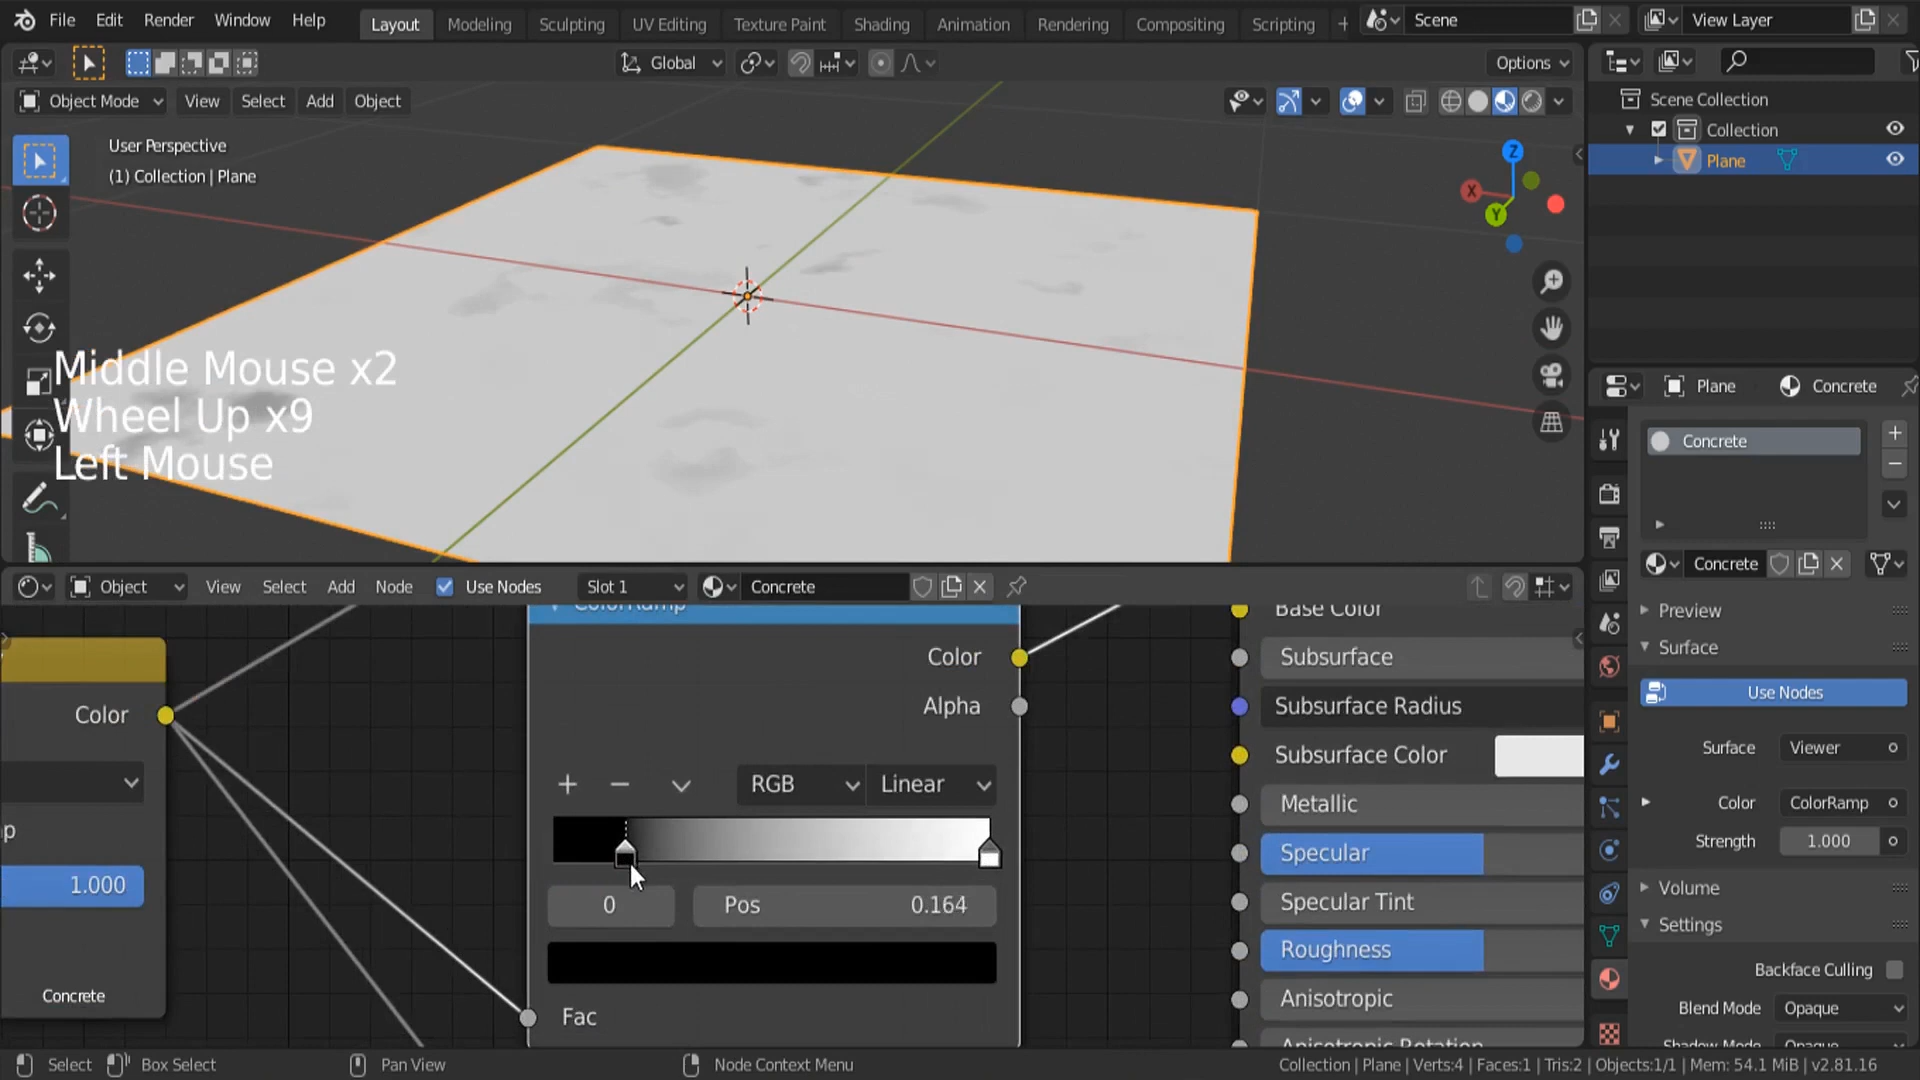 File Edit Render Window Help Layout Modeling Sculpting UV Editing Texture Paint Shading Animation Rendering Compositing Scripting + Scene View Layer
Global Options
Object Mode View Select Add Object
Scene Collection
Collection
Plane
User Perspective
(1) Collection | Plane
Z
X
Y
Middle Mouse x2
Wheel Up x9
Left Mouse
Plane Concrete
Concrete
Concrete
Preview
Surface
Use Nodes
Surface Viewer
Color ColorRamp
Strength 1.000
Volume
Settings
Backface Culling
Blend Mode Opaque
Object View Select Add Node Use Nodes Slot 1 Concrete
ColorRamp
Color
Color
Alpha
RGB Linear
1.000
0 Pos 0.164
Concrete
Fac
Base Color
Subsurface
Subsurface Radius
Subsurface Color
Metallic
Specular
Specular Tint
Roughness
Anisotropic
Anisotropic Rotation
Shadow Mode Opaque
Select Box Select Pan View Node Context Menu Collection | Plane | Verts:4 | Faces:1 | Tris:2 | Objects:1/1 | Mem: 54.1 MiB | v2.81.16